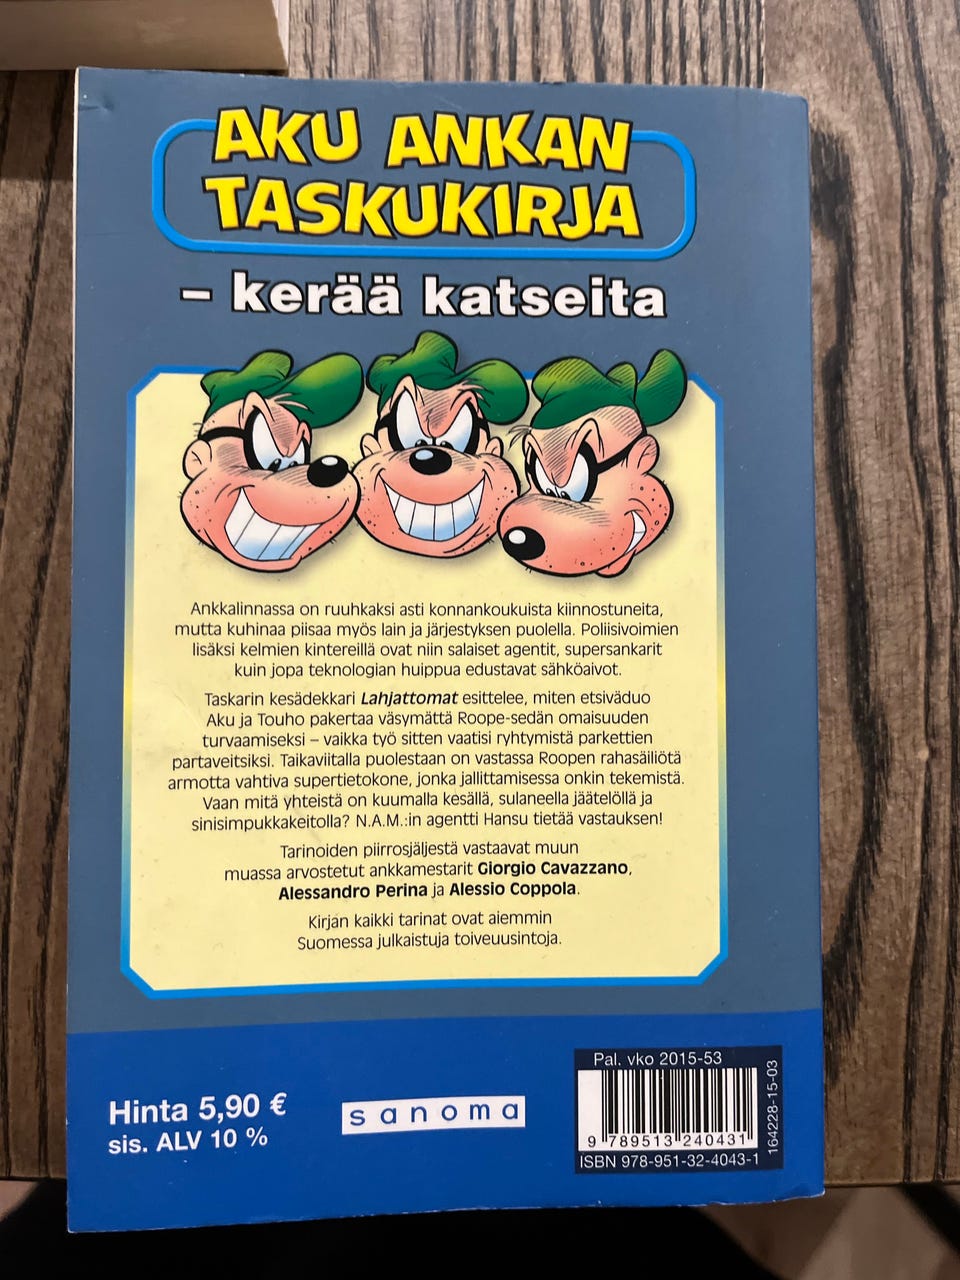 AKU ANKAN
TASKUKIRJA
– kerää katseita
Ankkalinnassa on ruuhkaksi asti konnankoukuista kiinnostuneita,
mutta kuhinaa piisaa myös lain ja järjestyksen puolella. Poliisivoimien
lisäksi kelmien kintereillä ovat niin salaiset agentit, supersankarit
kuin jopa teknologian huippua edustavat sähköaivot.
Taskarin kesädekkari Lahjattomat esittelee, miten etsiväduo
Aku ja Touho pakertaa väsymättä Roope-sedän omaisuuden
turvaamiseksi – vaikka työ sitten vaatisi ryhtymistä parkettien
partaveitsiksi. Taikaviitalla puolestaan on vastassa Roopen rahasäiliötä
armotta vahtiva supertietokone, jonka jallittamisessa onkin tekemistä.
Vaan mitä yhteistä on kuumalla kesällä, sulaneella jäätelöllä ja
sinisimpukkakeitolla? N.A.M.:in agentti Hansu tietää vastauksen!
Tarinoiden piirrosjäljestä vastaavat muun
muassa arvostetut ankkamestarit Giorgio Cavazzano,
Alessandro Perina ja Alessio Coppola.
Kirjan kaikki tarinat ovat aiemmin
Suomessa julkaistuja toiveuusintoja.
Hinta 5,90 €
sis. ALV 10 %
sanoma
Pal. vko 2015-53
9 789513 240431
ISBN 978-951-32-4043-1
164228-15-03